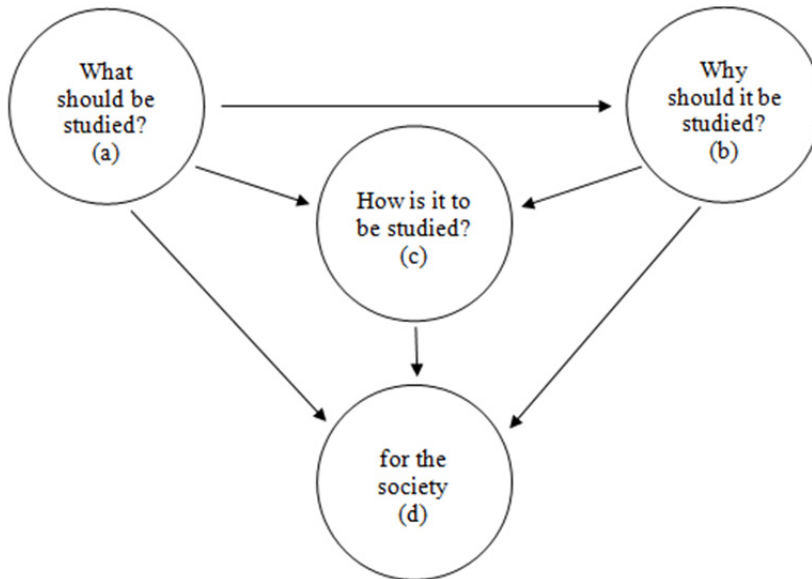 What
should be
studied?
(a)
Why
should it be
studied?
(b)
How is it to
be studied?
(c)
for the
society
(d)